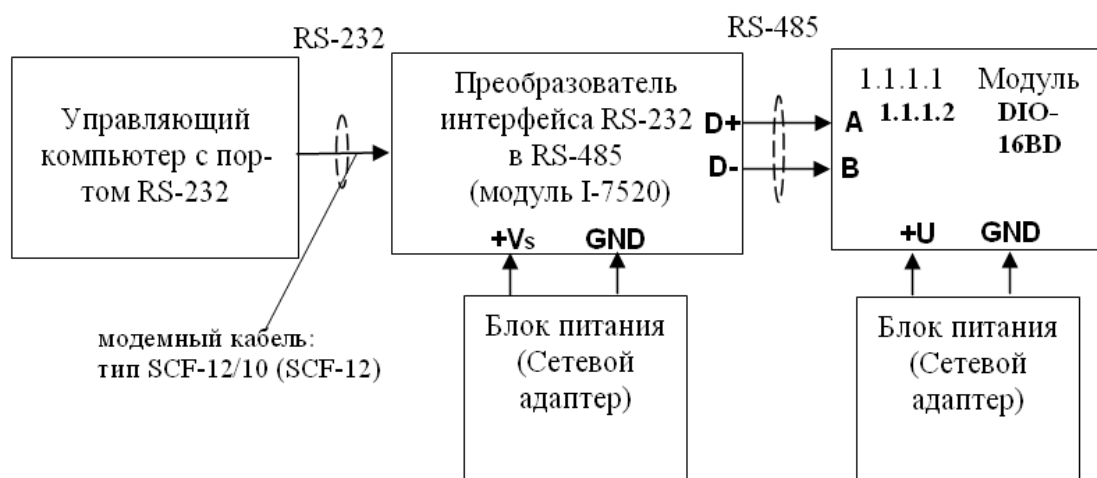 RS-232
RS-485
Управляющий
компьютер с пор-
том RS-232
Преобразователь
интерфейса RS-232
в RS-485
(модуль I-7520)
D+
D-
+Vs
GND
1.1.1.1 Модуль
1.1.1.2 DIO-
16BD
A
B
+U
GND
модемный кабель:
тип SCF-12/10 (SCF-12)
Блок питания
(Сетевой
адаптер)
Блок питания
(Сетевой
адаптер)